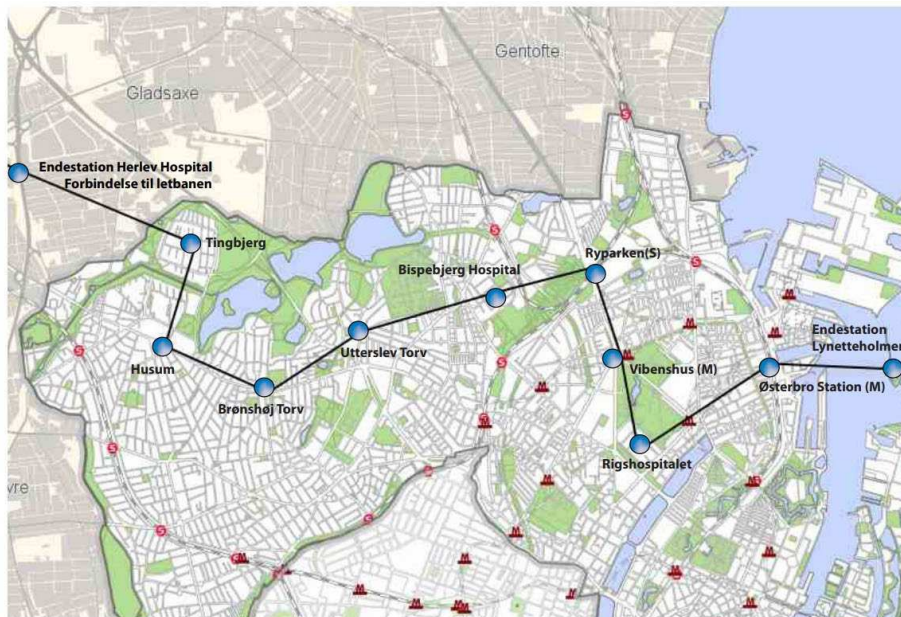 Gentofte
Gladsaxe
Endestation Herlev Hospital
Forbindelse til letbanen
Tingbjerg
Ryparken(S)
Bispebjerg Hospital
Endestation
Lynetteholmen
Utterslev Torv
Husum
Vibenshus (M)
Østerbro Station (M)
Brønshøj Torv
Rigshospitalet
vre